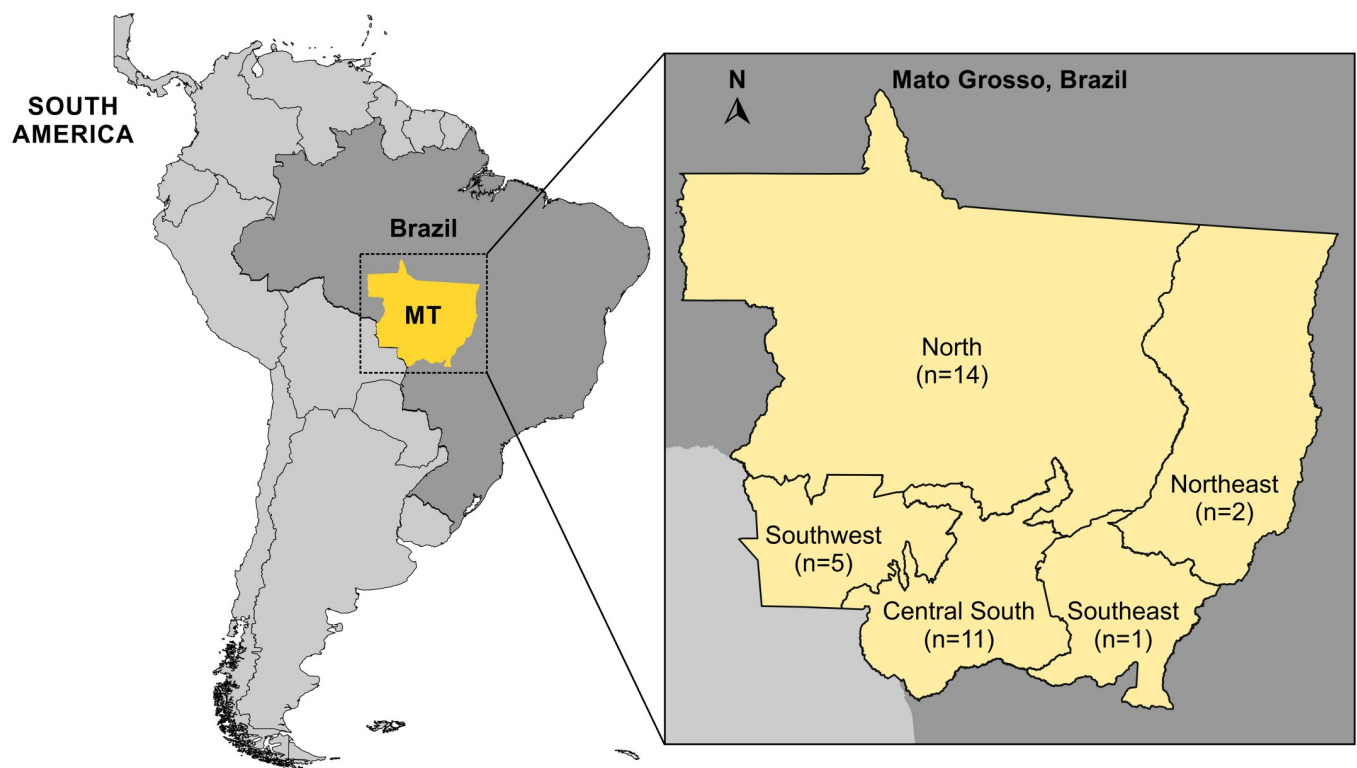 SOUTH
AMERICA
Brazil
MT
N
Mato Grosso, Brazil
North
(n=14)
Northeast
(n=2)
Southwest
(n=5)
Central South
(n=11)
Southeast
(n=1)